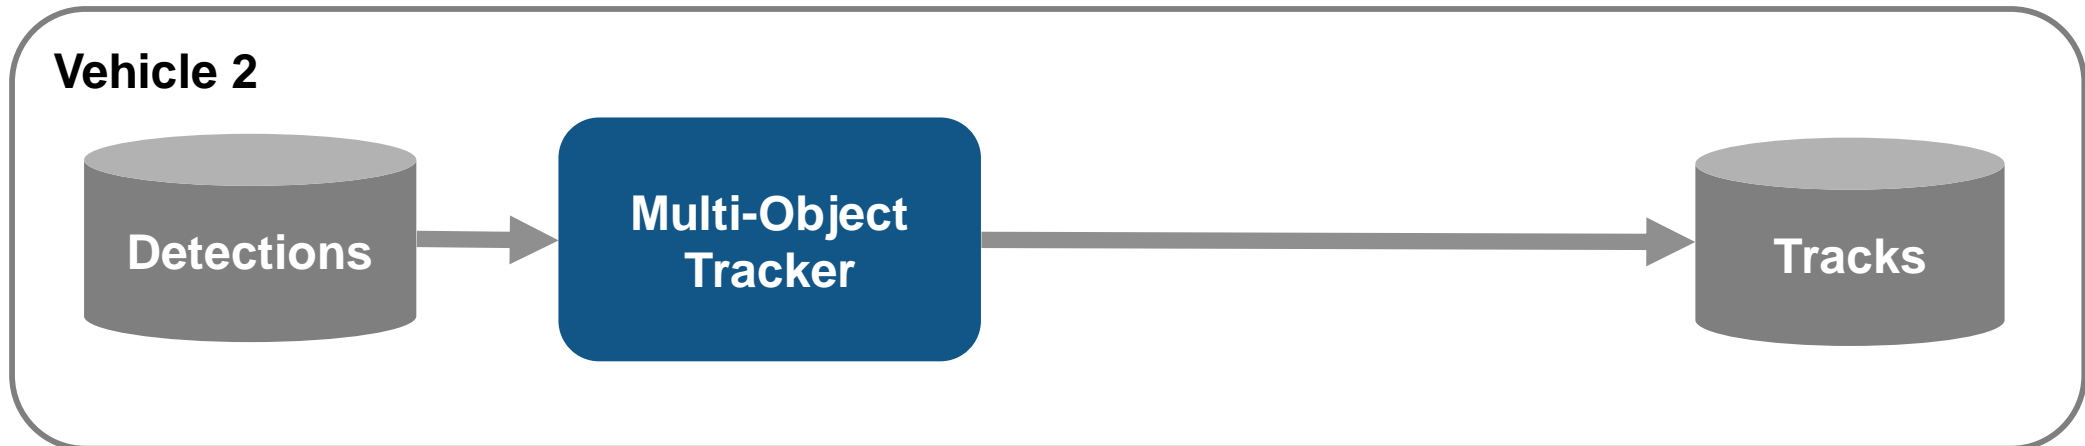 Vehicle 2
Detections
Multi-Object
Tracker
Tracks